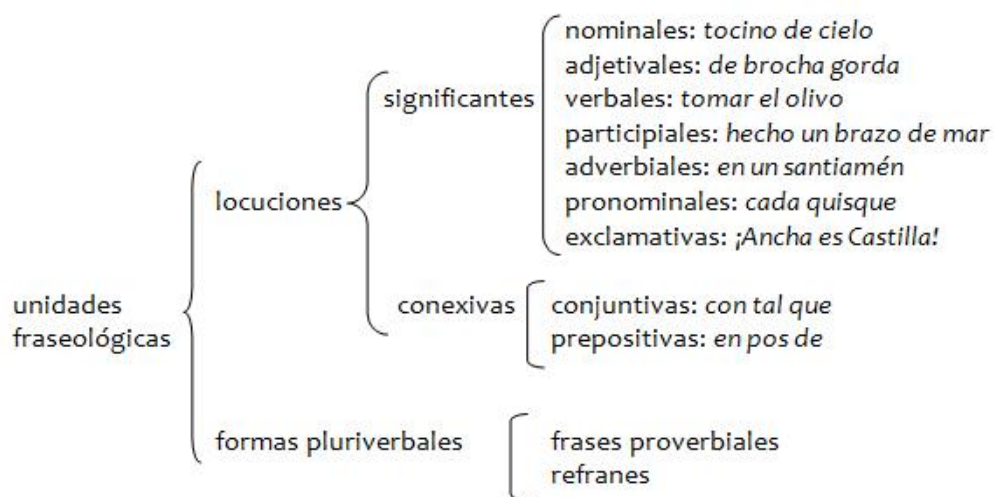 nominales: tocino de cielo
adjetivales: de brocha gorda
significantes
verbales: tomar el olivo
participiales: hecho un brazo de mar
adverbiales: en un santiamén
locuciones
pronominales: cada quisque
exclamativas: ¡Ancha es Castilla!
unidades
fraseológicas
conexivas
conjuntivas: con tal que
prepositivas: en pos de
formas pluriverbales
frases proverbiales
refranes